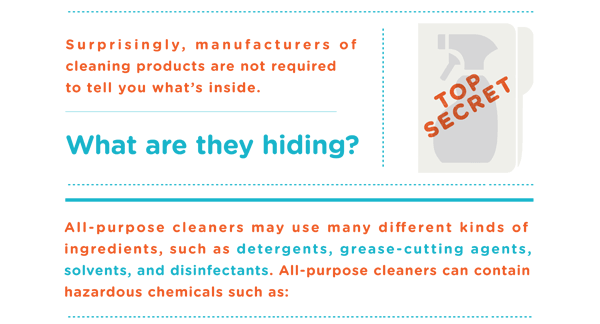 Surprisingly, manufacturers of
cleaning products are not required
to tell you what's inside.
What are they hiding?
TOP
SECRET
All-purpose cleaners may use many different kinds of
ingredients, such as detergents, grease-cutting agents,
solvents, and disinfectants. All-purpose cleaners can contain
hazardous chemicals such as: